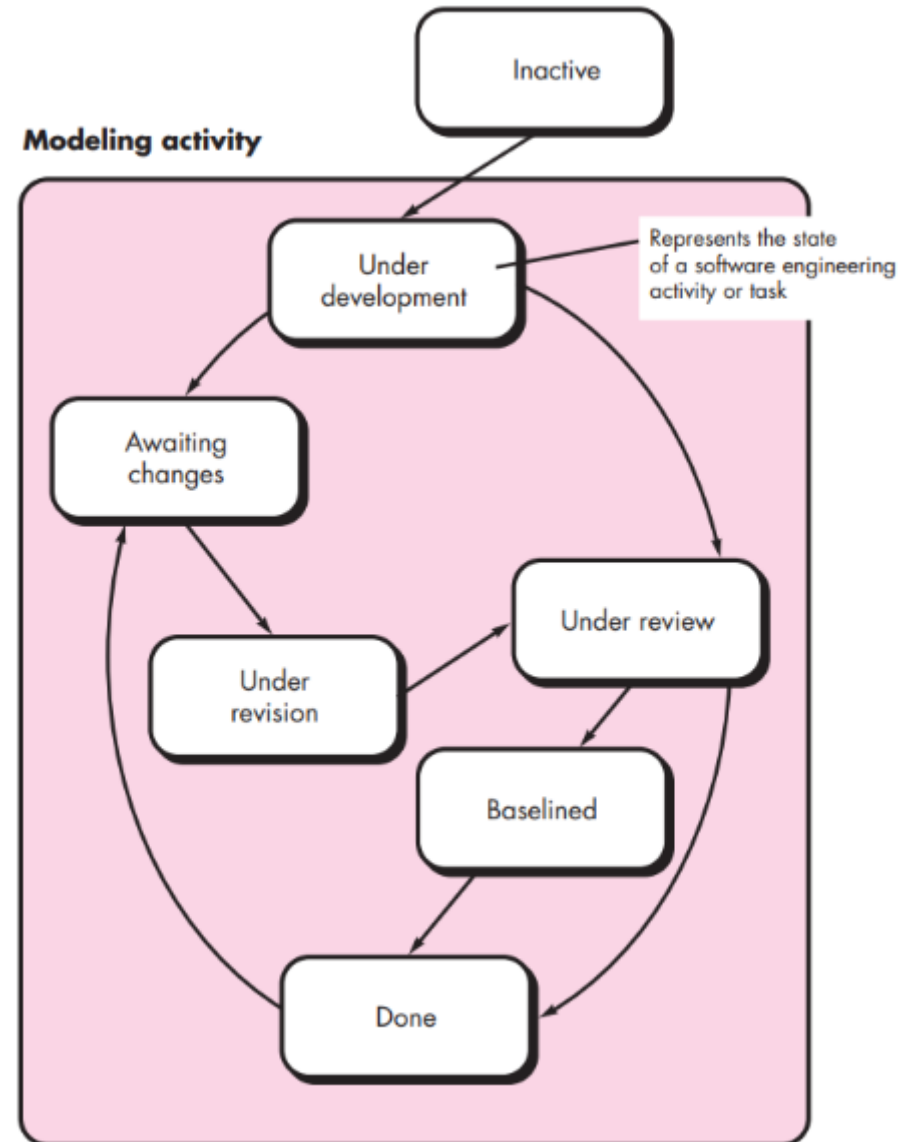 Inactive
Modeling activity
Under
development
Represents the state
of a software engineering
activity or task
Awaiting
changes
Under review
Under
revision
Baselined
Done